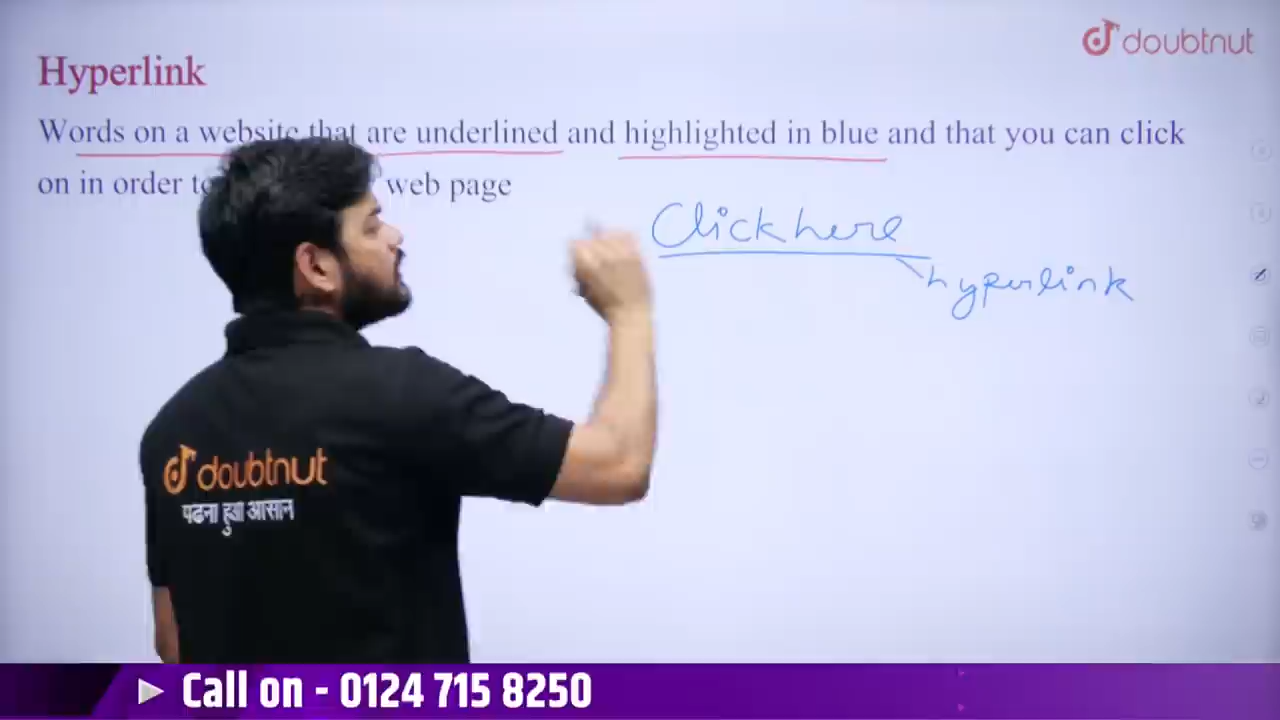 doubtnut
Hyperlink
Words on a website that are underlined and highlighted in blue and that you can click
on in order to web page
Click here
hyperlink
doubtnut
पढना हुआ आसान
Call on - 0124 715 8250